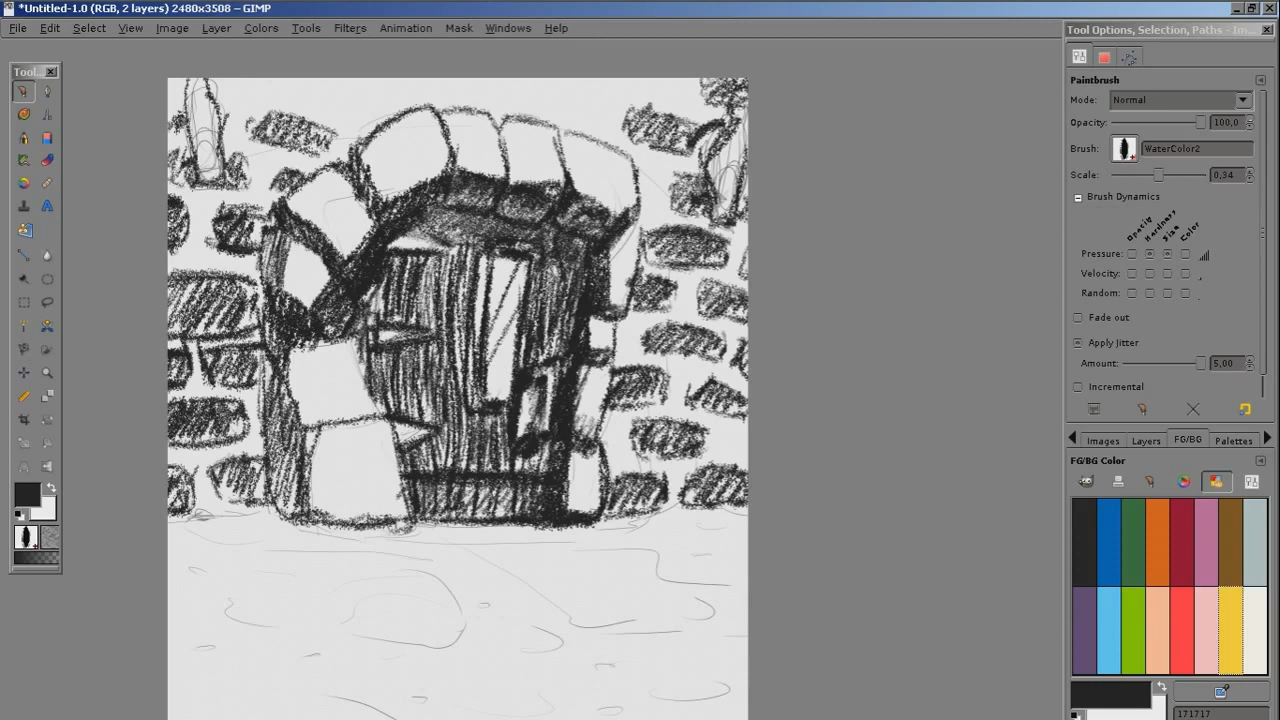 *Untitled-1.0 (RGB, 2 layers) 2480x3508 – GIMP
File Edit Select View Image Layer Colors Tools Filters Animation Mask Windows Help
Tool...
Tool Options, Selection, Paths - Im...
Paintbrush
Mode: Normal
Opacity: 100,0
Brush: WaterColor2
Scale: 0,34
Brush Dynamics
Opacity Hardness Size Color
Pressure:
Velocity:
Random:
Fade out
Apply Jitter
Amount: 5,00
Incremental
Images Layers FG/BG Palettes
FG/BG Color
171717